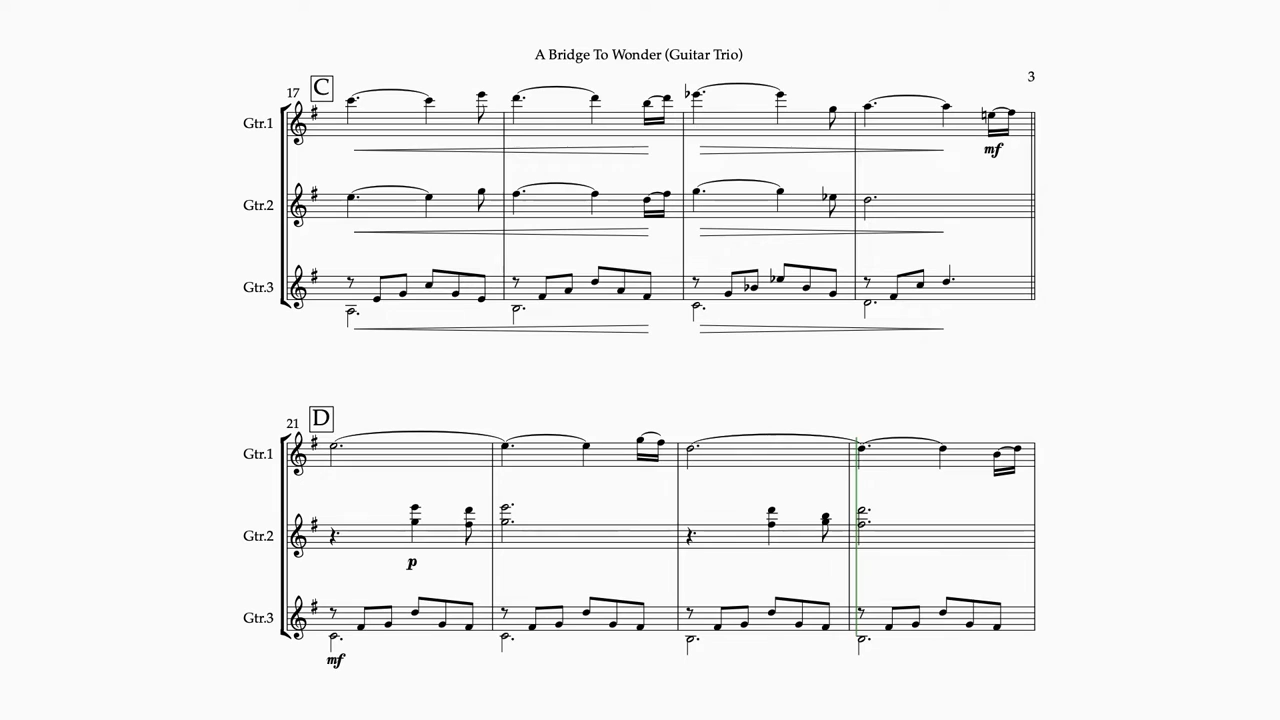 A Bridge To Wonder (Guitar Trio)
3
17
C
Gtr.1
mf
Gtr.2
Gtr.3
21
D
Gtr.1
Gtr.2
p
Gtr.3
mf